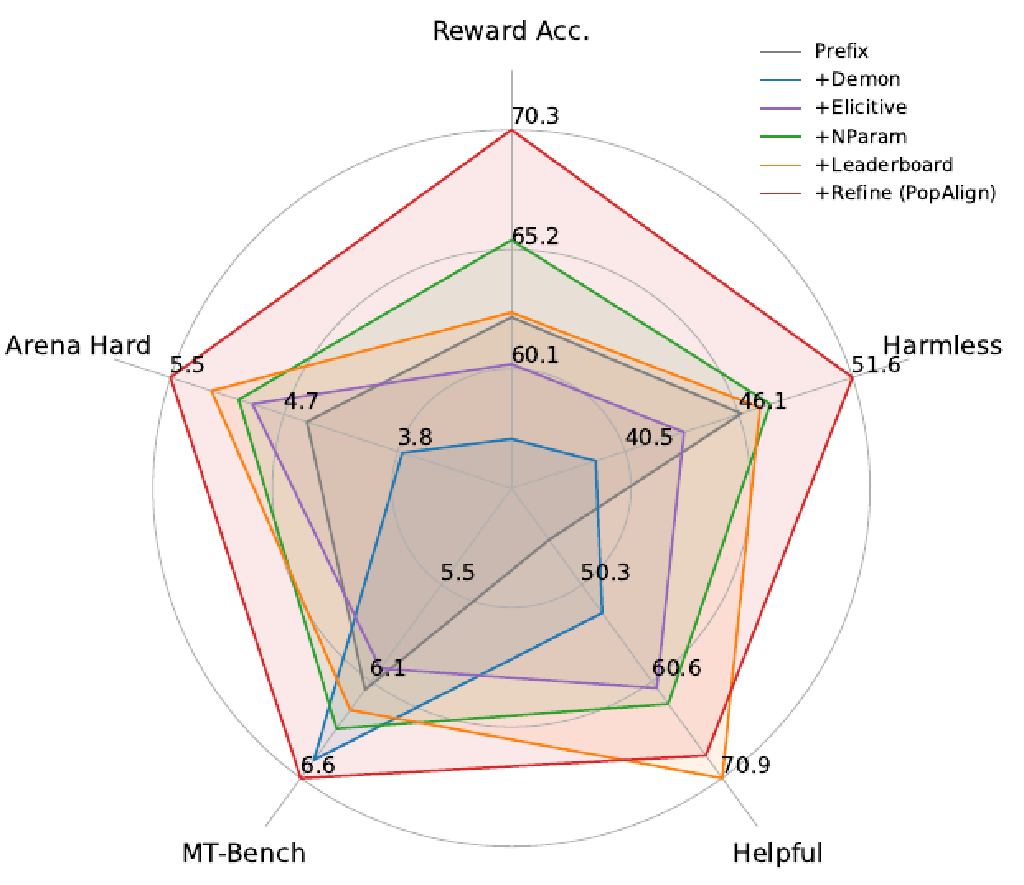 Reward Acc.
Prefix
+Demon
+Elicitive
+NParam
+Leaderboard
+Refine (PopAlign)
70.3
65.2
60.1
Arena Hard
5.5
4.7
3.8
Harmless
51.6
46.1
40.5
5.5
50.3
6.1
60.6
6.6
70.9
MT-Bench
Helpful